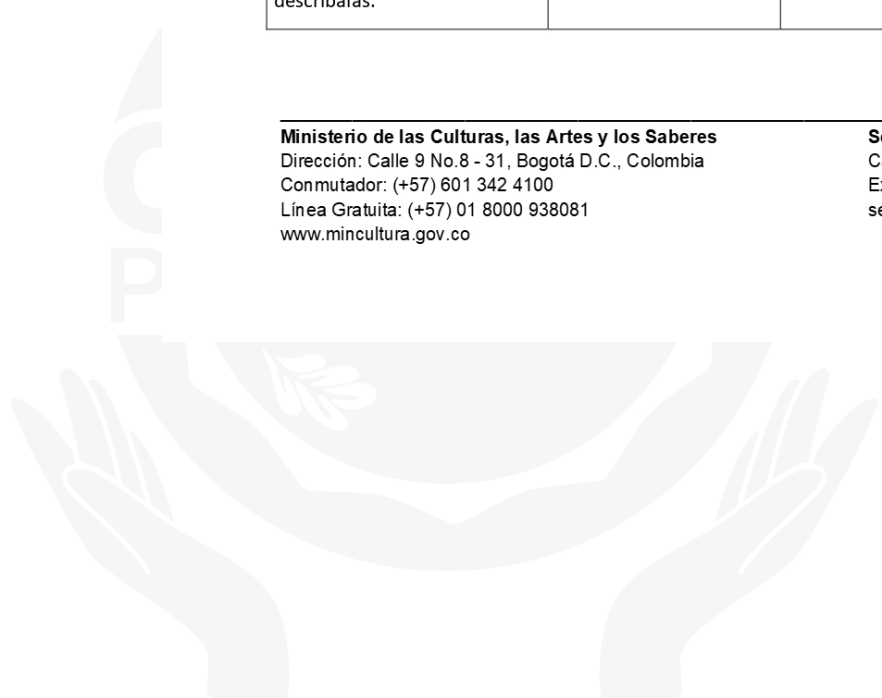 descríbalas.
Ministerio de las Culturas, las Artes y los Saberes
Dirección: Calle 9 No.8 - 31, Bogotá D.C., Colombia
Conmutador: (+57) 601 342 4100
Línea Gratuita: (+57) 01 8000 938081
www.mincultura.gov.co